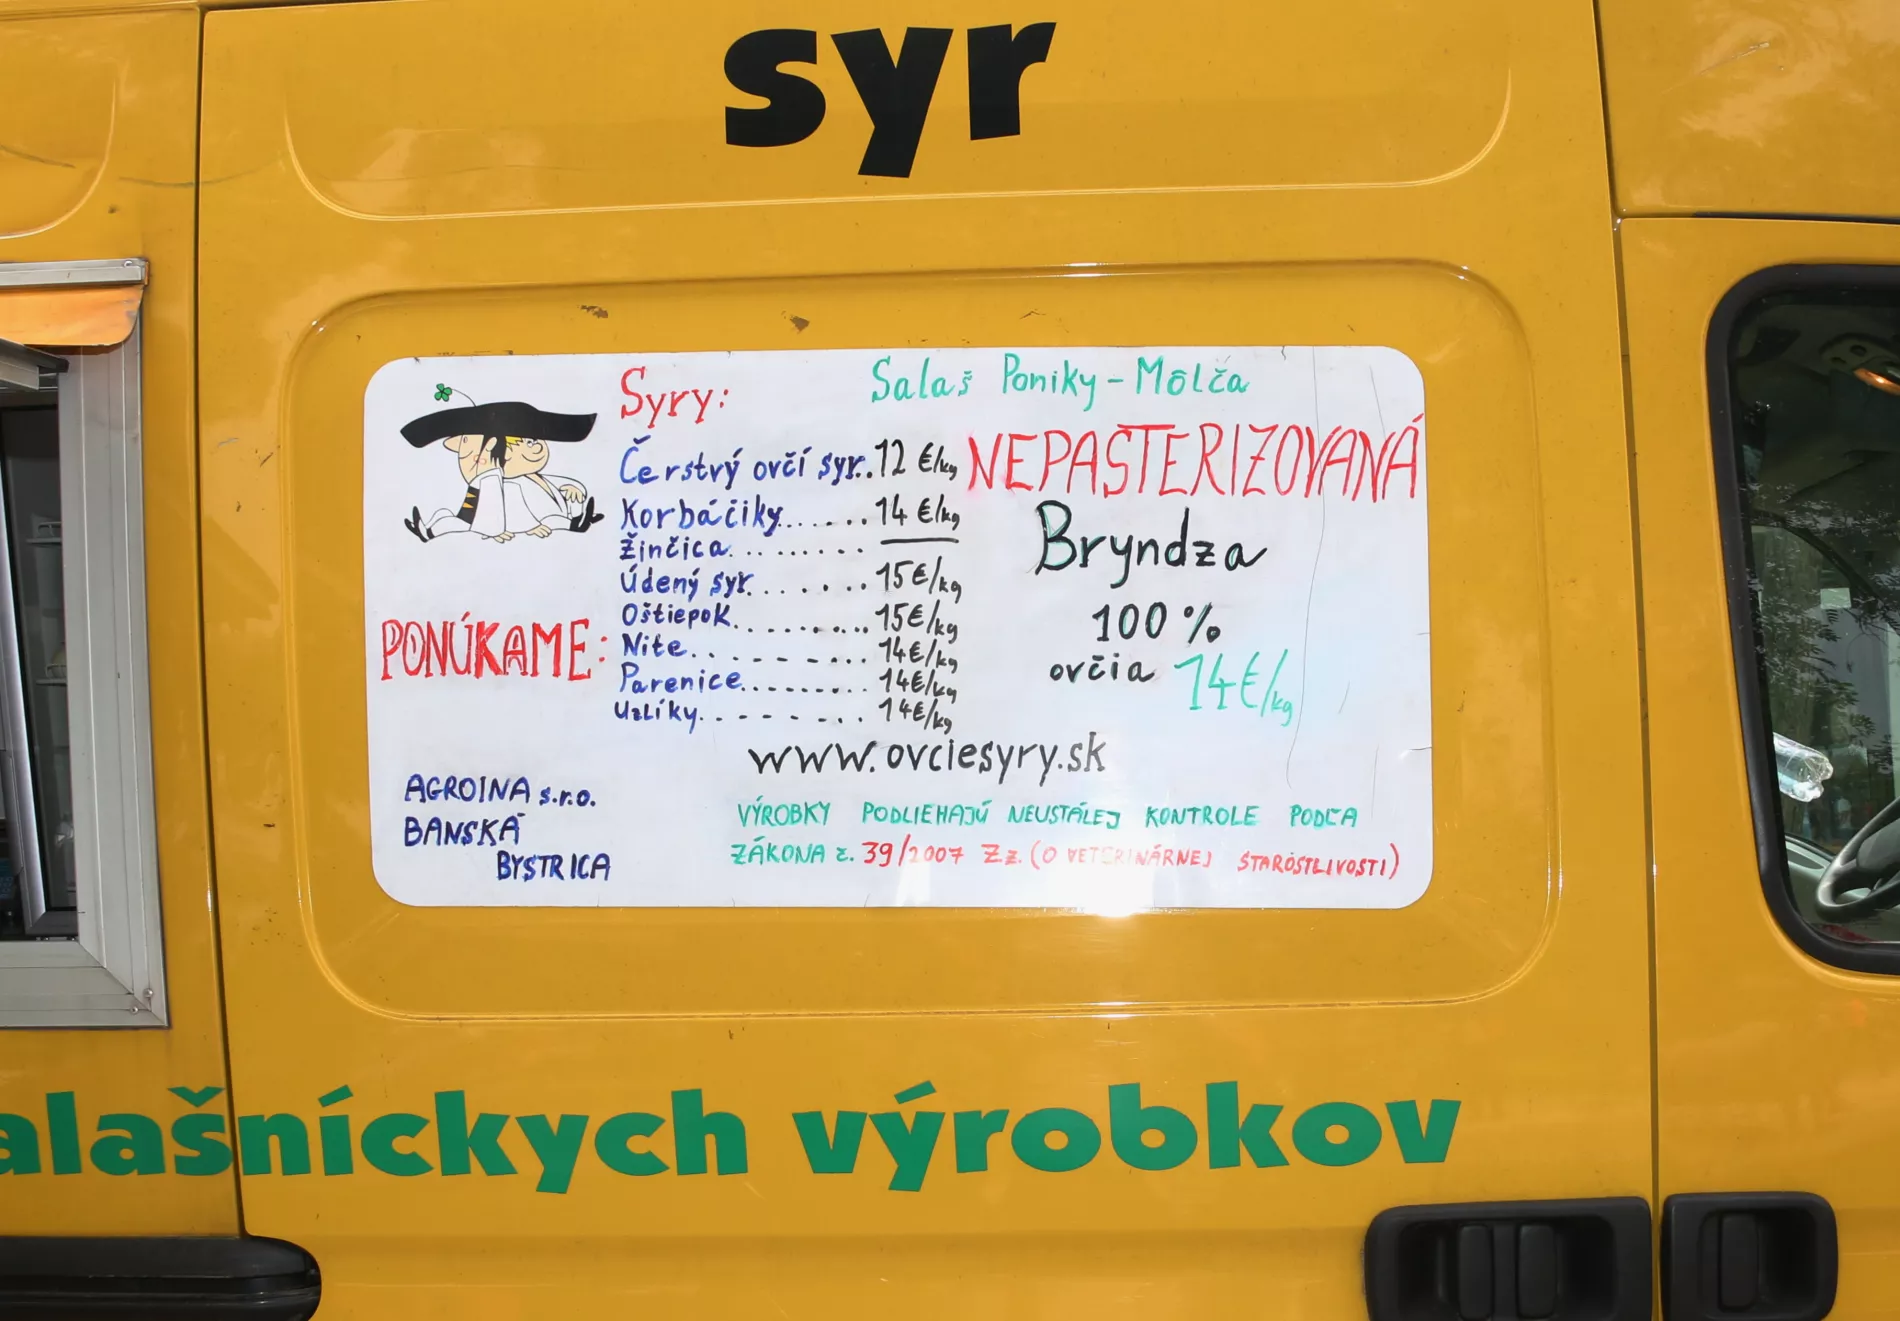 syr
Salaš Poniky - Môlča
Syry:
Čerstvý ovčí syr..12 €/kg
Korbáčiky.......14 €/kg
Žinčica.........
Údený syr.......15€/kg
Oštiepok..........15€/kg
Nite..........14€/kg
Parenice.........14€/kg
Uzlíky.........14€/kg
NEPASTERIZOVANÁ
Bryndza
100 %
ovčia 14€/kg
PONÚKAME:
www.ovciesyry.sk
AGROINA s.r.o.
BANSKÁ
BYSTRICA
VÝROBKY PODLIEHAJÚ NEUSTÁLEJ KONTROLE PODĽA
ZÁKONA č. 39/2007 Z z. (O VETERINÁRNEJ STAROSTLIVOSTI)
alašníckych výrobkov